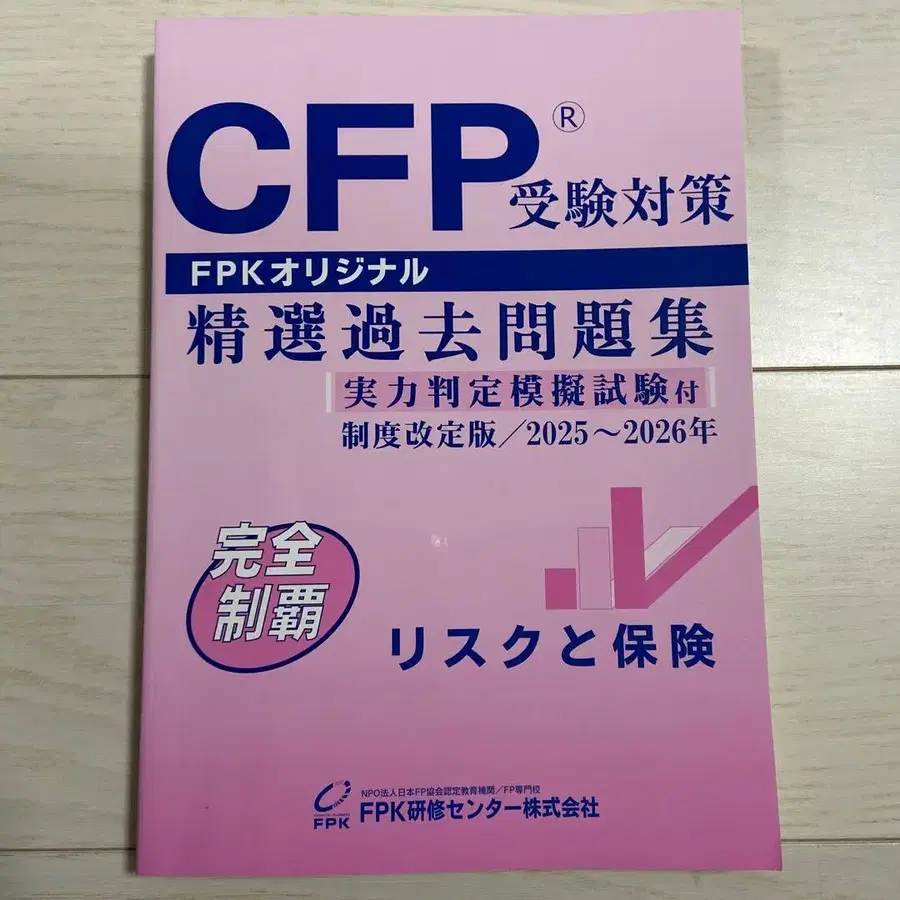 CFP® 受験対策
FPKオリジナル
精選過去問題集
実力判定模擬試験付
制度改定版／2025～2026年
完全
制覇
リスクと保険
NPO法人日本FP協会認定教育機関／FP専門校
FPK
FPK研修センター株式会社